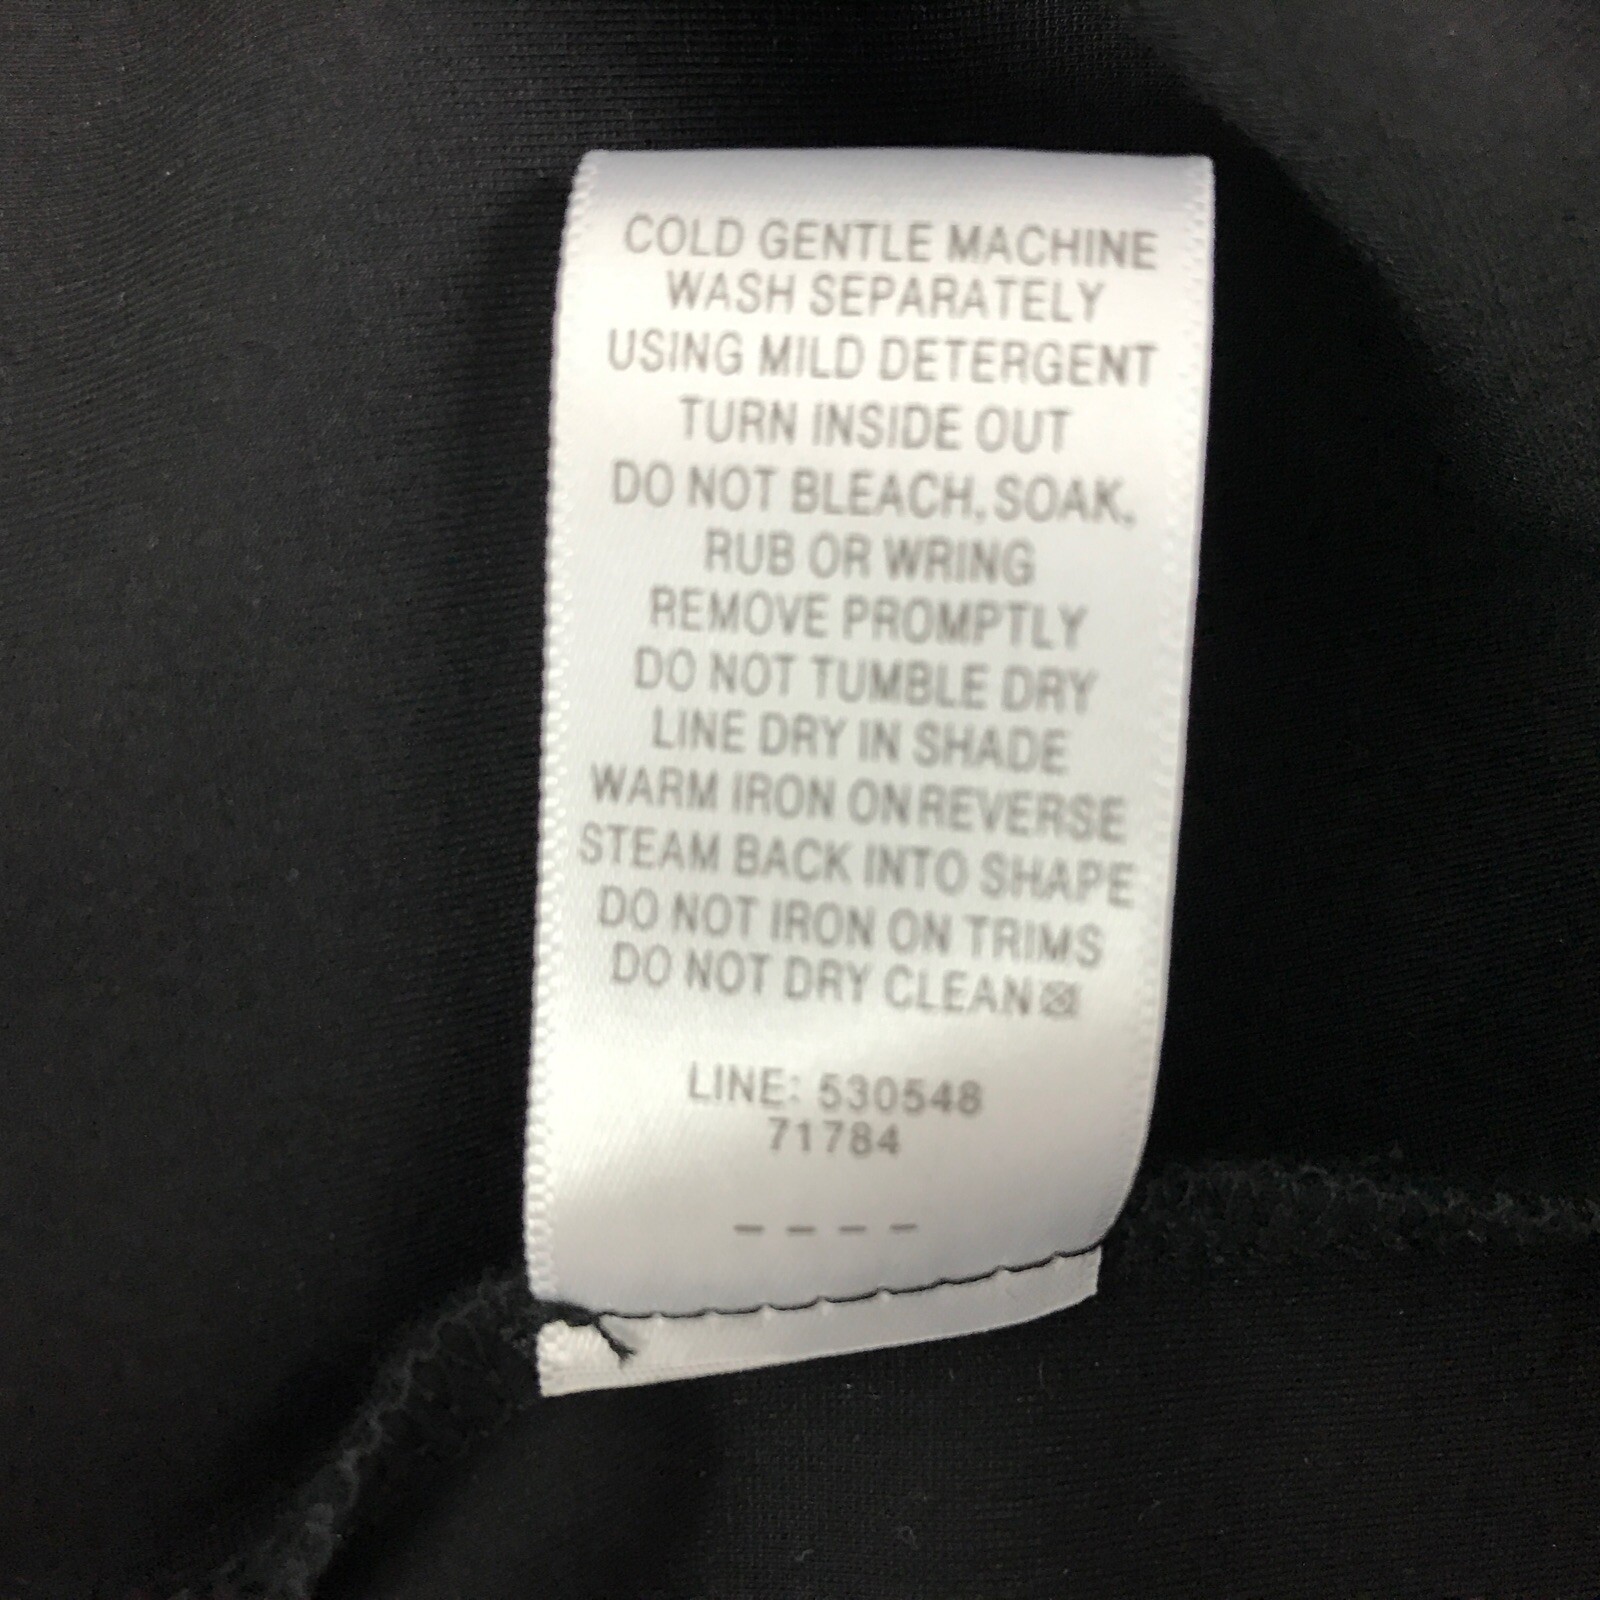 COLD GENTLE MACHINE
WASH SEPARATELY
USING MILD DETERGENT
TURN INSIDE OUT
DO NOT BLEACH, SOAK,
RUB OR WRING
REMOVE PROMPTLY
DO NOT TUMBLE DRY
LINE DRY IN SHADE
WARM IRON ON REVERSE
STEAM BACK INTO SHAPE
DO NOT IRON ON TRIMS
DO NOT DRY CLEAN
LINE: 530548
71784
– – – –